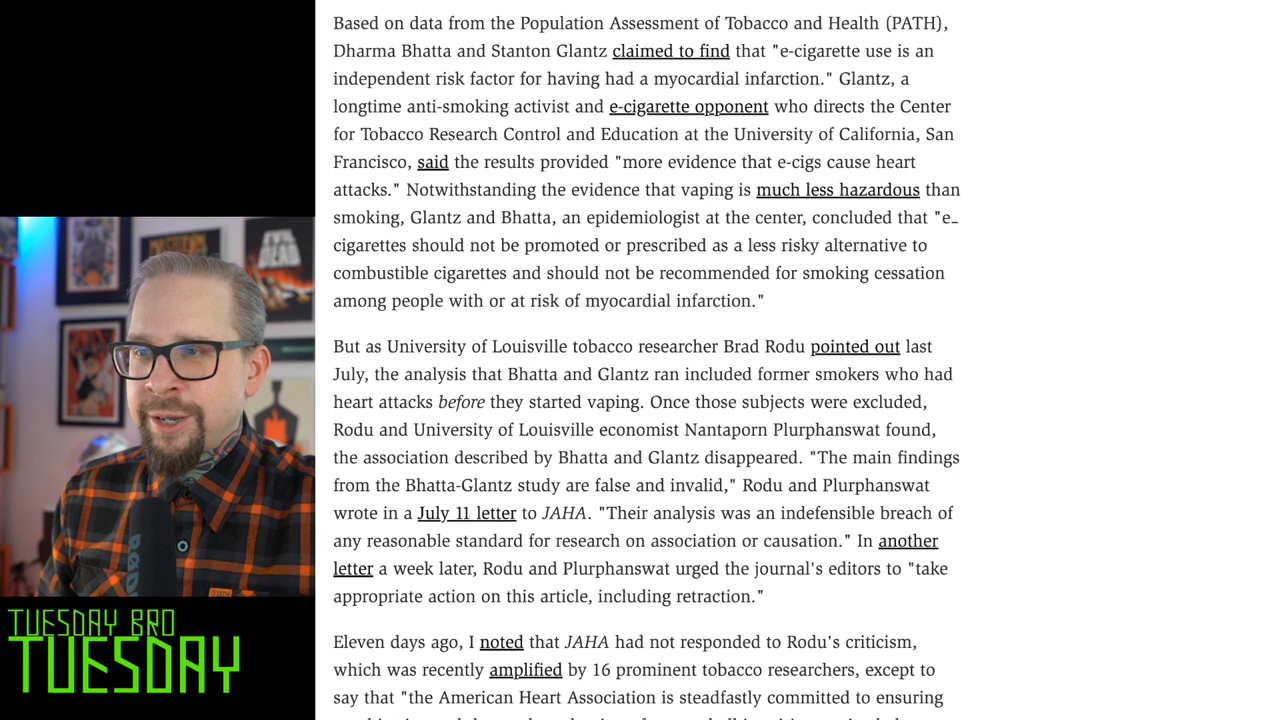 Based on data from the Population Assessment of Tobacco and Health (PATH),
Dharma Bhatta and Stanton Glantz claimed to find that "e-cigarette use is an
independent risk factor for having had a myocardial infarction." Glantz, a
longtime anti-smoking activist and e-cigarette opponent who directs the Center
for Tobacco Research Control and Education at the University of California, San
Francisco, said the results provided "more evidence that e-cigs cause heart
attacks." Notwithstanding the evidence that vaping is much less hazardous than
smoking, Glantz and Bhatta, an epidemiologist at the center, concluded that "e‐
cigarettes should not be promoted or prescribed as a less risky alternative to
combustible cigarettes and should not be recommended for smoking cessation
among people with or at risk of myocardial infarction."
But as University of Louisville tobacco researcher Brad Rodu pointed out last
July, the analysis that Bhatta and Glantz ran included former smokers who had
heart attacks before they started vaping. Once those subjects were excluded,
Rodu and University of Louisville economist Nantaporn Plurphanswat found,
the association described by Bhatta and Glantz disappeared. "The main findings
from the Bhatta-Glantz study are false and invalid," Rodu and Plurphanswat
wrote in a July 11 letter to JAHA. "Their analysis was an indefensible breach of
any reasonable standard for research on association or causation." In another
letter a week later, Rodu and Plurphanswat urged the journal's editors to "take
appropriate action on this article, including retraction."
Eleven days ago, I noted that JAHA had not responded to Rodu's criticism,
which was recently amplified by 16 prominent tobacco researchers, except to
say that "the American Heart Association is steadfastly committed to ensuring
EVIL
DEAD
TUESDAY BRO
TUESDAY